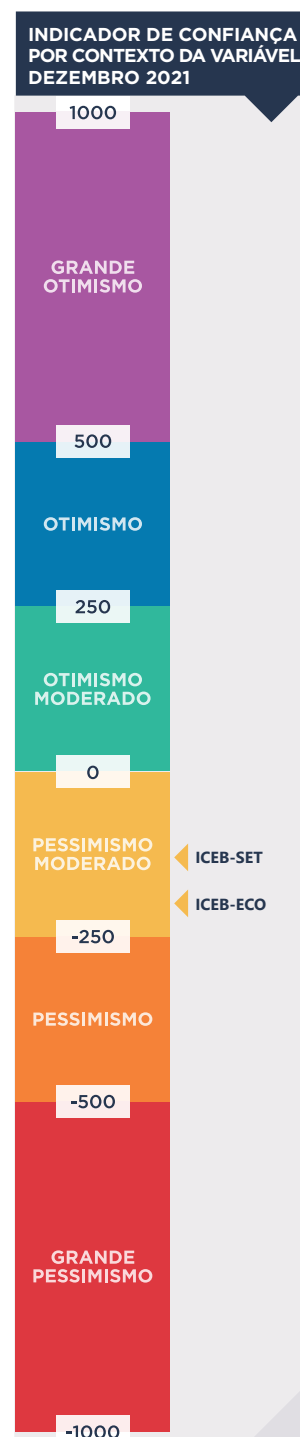 INDICADOR DE CONFIANÇA
POR CONTEXTO DA VARIÁVEL
DEZEMBRO 2021
1000
GRANDE
OTIMISMO
500
OTIMISMO
250
OTIMISMO
MODERADO
0
PESSIMISMO
MODERADO
ICEB-SET
ICEB-ECO
-250
PESSIMISMO
-500
GRANDE
PESSIMISMO
-1000